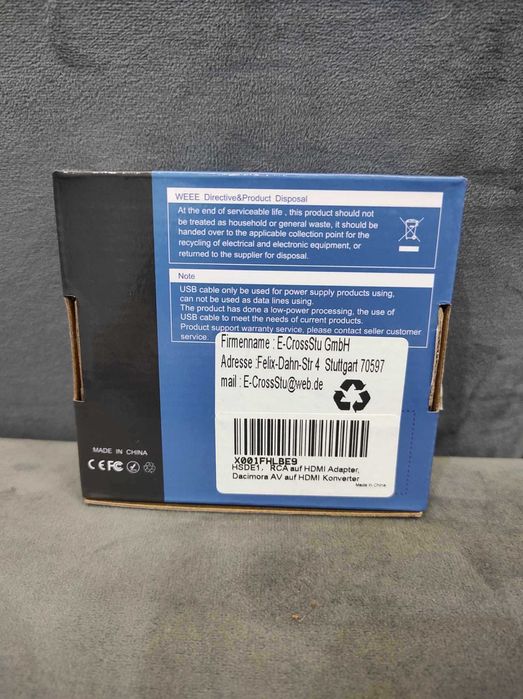 WEEE Directive&Product Disposal
At the end of serviceable life , this product should not
be treated as household or general waste, it should be
handed over to the applicable collection point for the
recycling of electrical and electronic equipment, or
returned to the supplier for disposal.
Note
USB cable only be used for power supply products using,
can not be used as data lines using.
The product has done a low-power processing, the use of
USB cable to meet the needs of current products.
Product support warranty service, please contact seller customer
service.
Firmenname : E-CrossStu GmbH
Adresse :Felix-Dahn-Str 4 Stuttgart 70597
mail : E-CrossStu@web.de
X001FHLBE9
HSDE1, RCA auf HDMI Adapter,
Dacimora AV auf HDMI Konverter
Made in China
MADE IN CHINA
CE FC